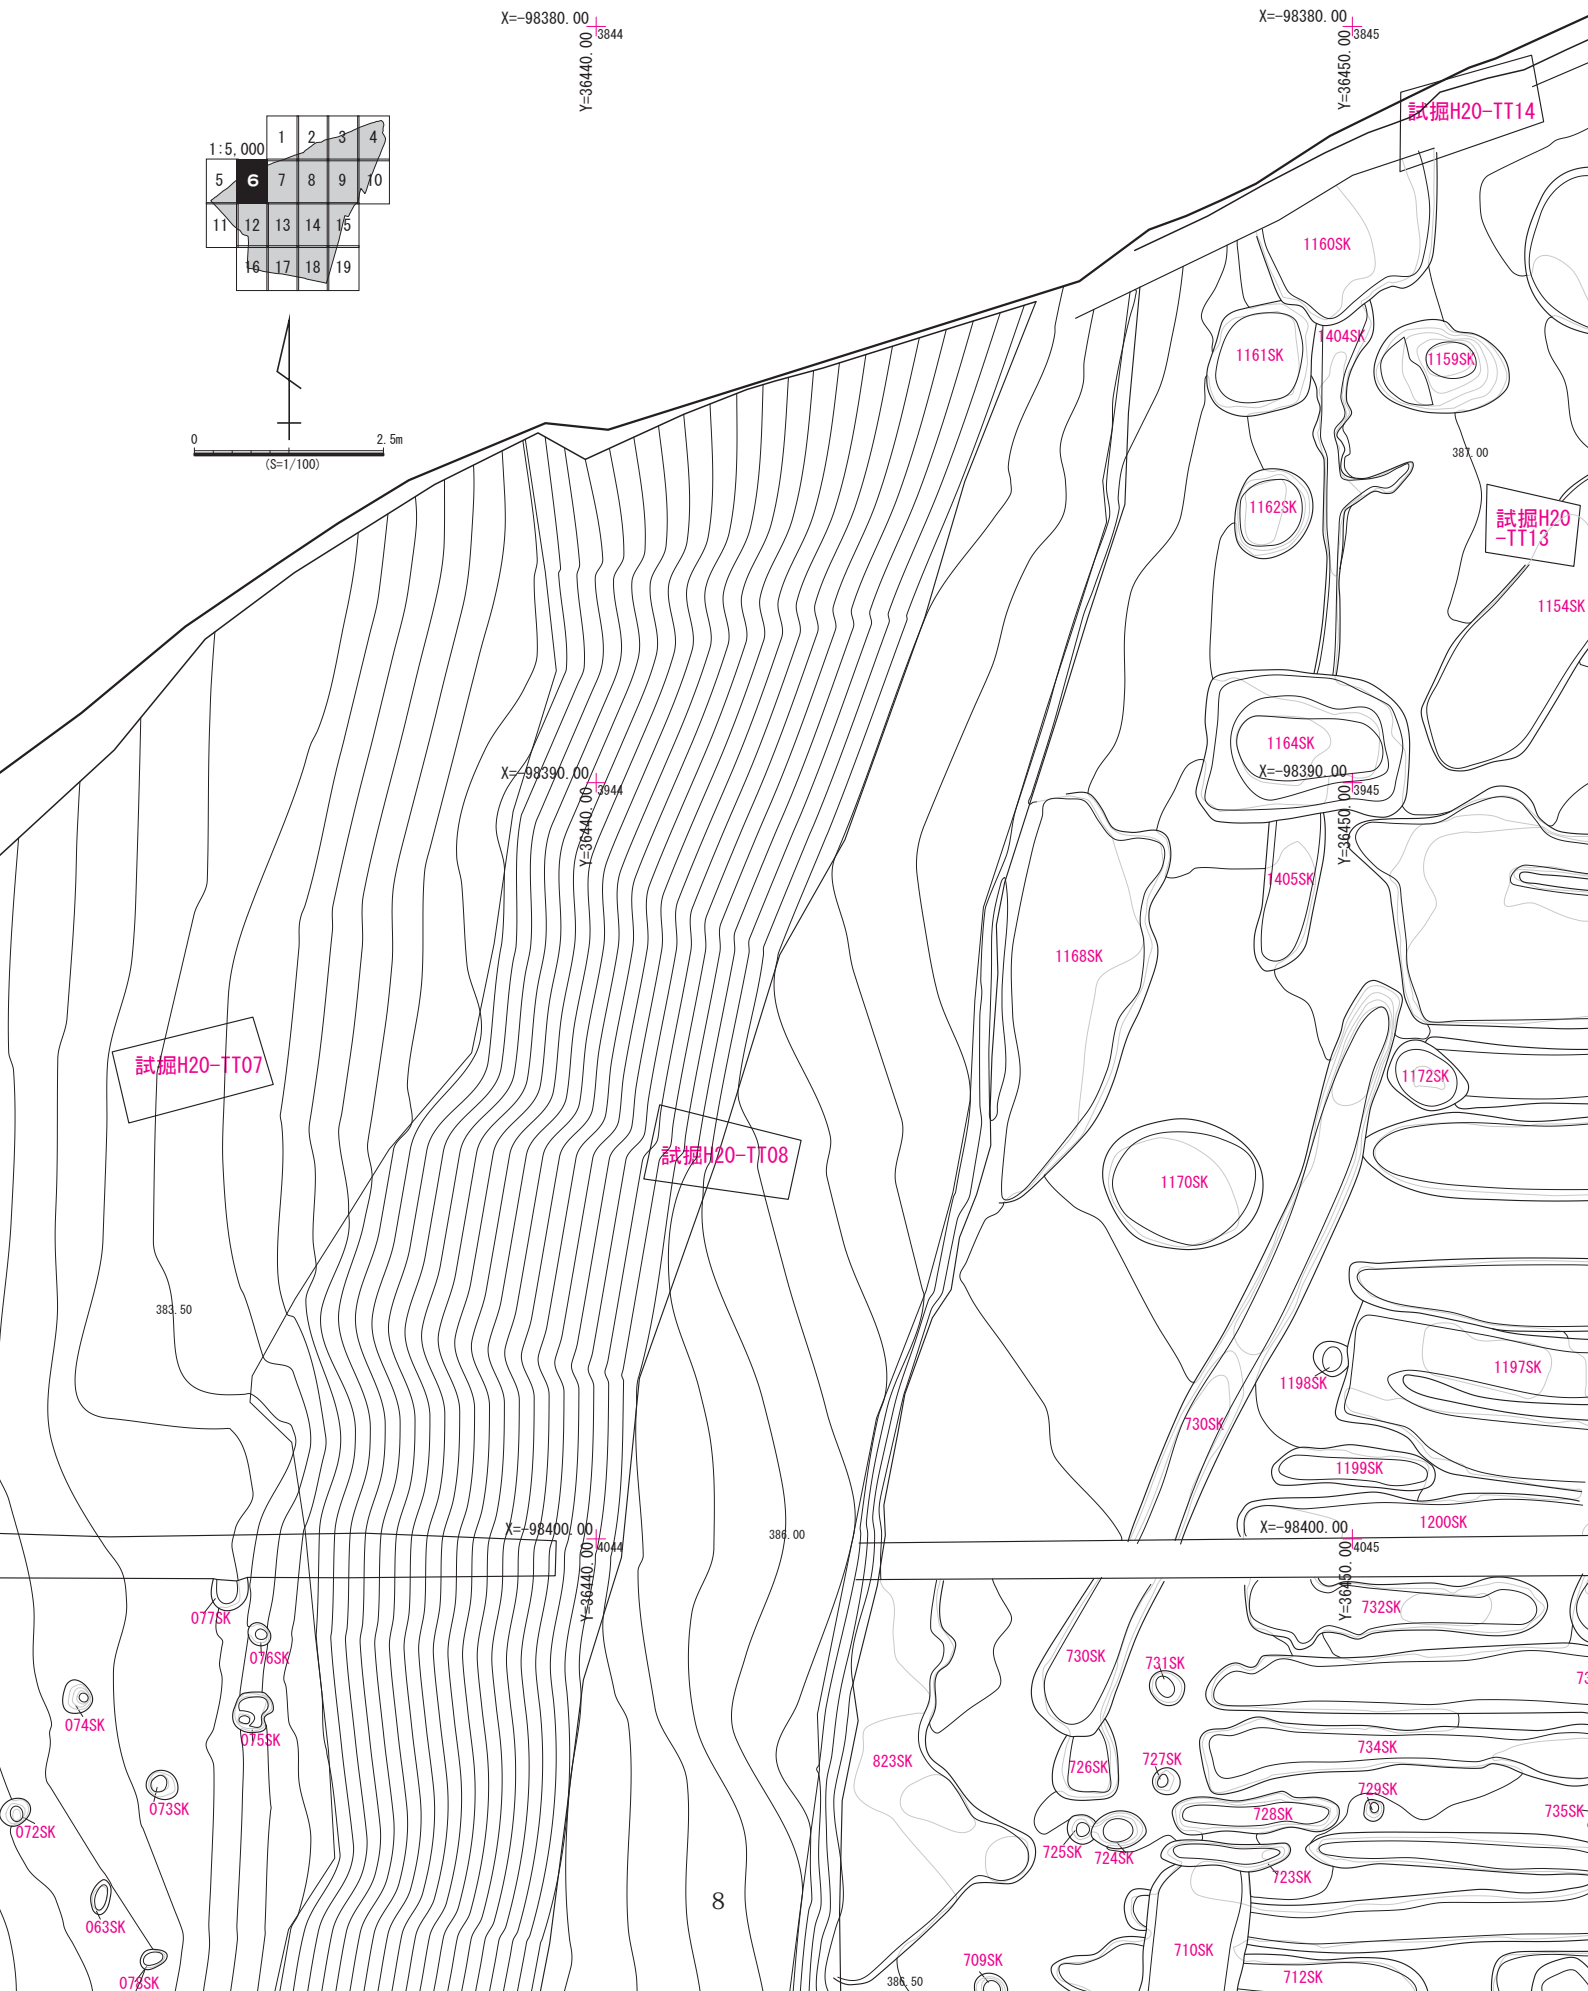 X=-98380.00
3844
Y=36440.00
X=-98380.00
3845
Y=36450.00
試掘H20-TT14
1:5,000
1 2 3 4
5 6 7 8 9 10
11 12 13 14 15
16 17 18 19
1160SK
1404SK
1161SK
1159SK
0 2.5m
(S=1/100)
387.00
1162SK
試掘H20
-TT13
1154SK
1164SK
X=-98390.00
3944
Y=36440.00
X=-98390.00
3945
Y=36450.00
1405SK
1168SK
試掘H20-TT07
1172SK
試掘H20-TT08
1170SK
383.50
1197SK
1198SK
730SK
1199SK
1200SK
X=-98400.00
4044
Y=36440.00
386.00
X=-98400.00
4045
Y=36450.00
732SK
077SK
076SK
730SK
731SK
074SK
075SK
734SK
823SK
726SK
727SK
729SK
073SK
072SK
728SK
735SK
725SK
724SK
723SK
8
063SK
710SK
709SK
712SK
078SK
386.50